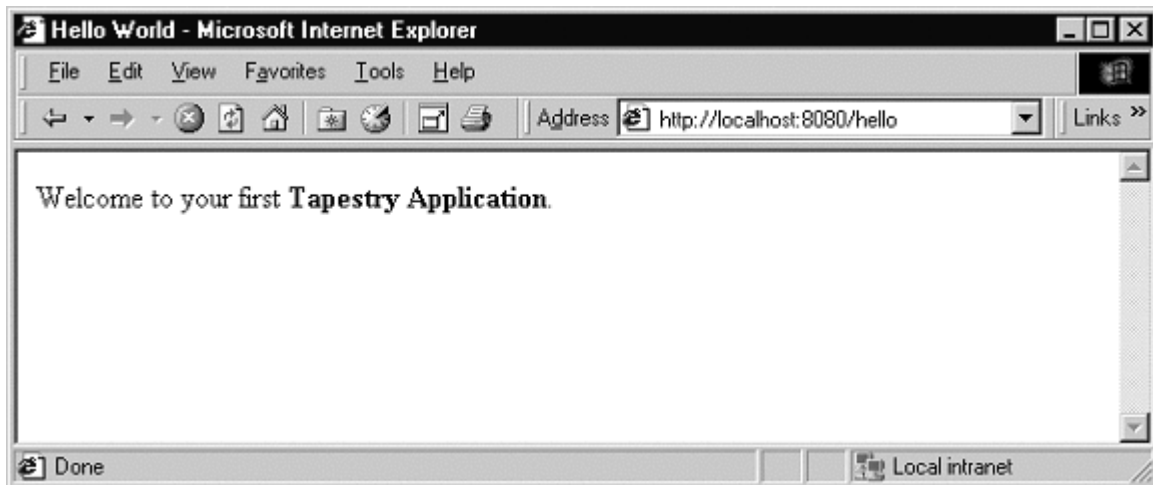 Hello World - Microsoft Internet Explorer
File Edit View Favorites Tools Help
Address http://localhost:8080/hello Links »
Welcome to your first Tapestry Application.
Done Local intranet